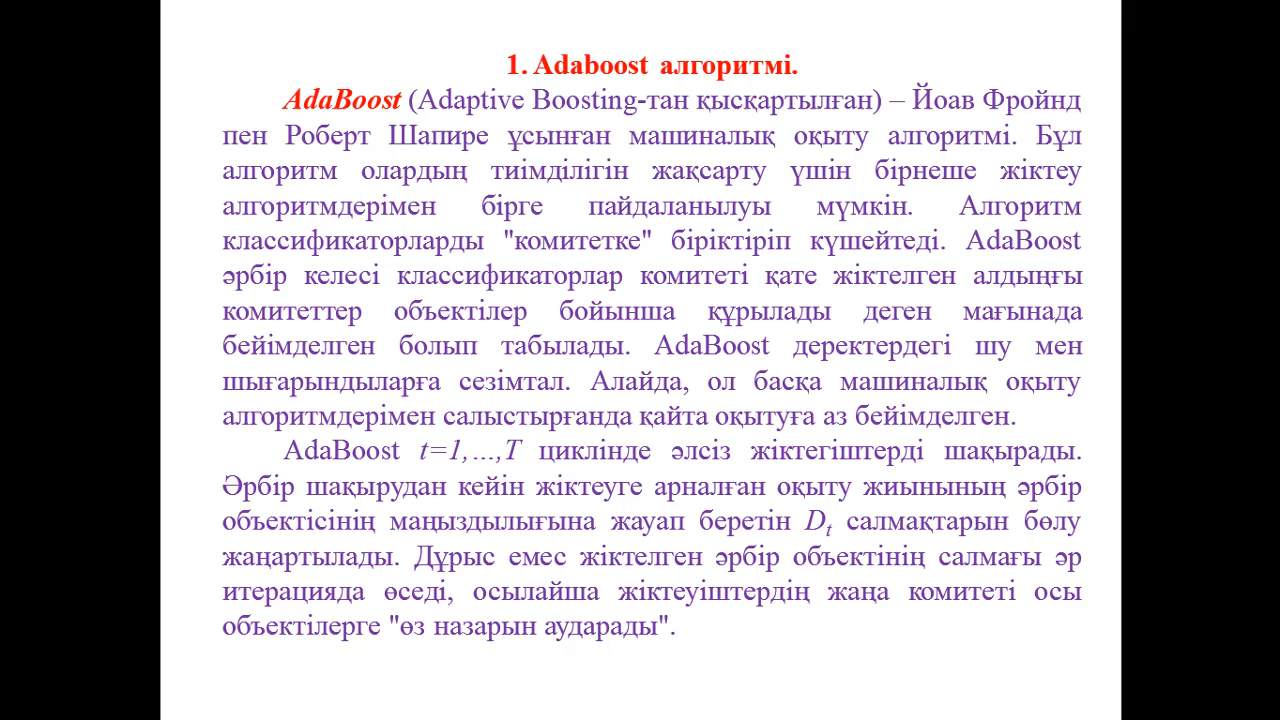 1. Adaboost алгоритмі.
AdaBoost (Adaptive Boosting-тан қысқартылған) – Йоав Фройнд
пен Роберт Шапире ұсынған машиналық оқыту алгоритмі. Бұл
алгоритм олардың тиімділігін жақсарту үшін бірнеше жіктеу
алгоритмдерімен бірге пайдаланылуы мүмкін. Алгоритм
классификаторларды "комитетке" біріктіріп күшейтеді. AdaBoost
әрбір келесі классификаторлар комитеті қате жіктелген алдыңғы
комитеттер объектілер бойынша құрылады деген мағынада
бейімделген болып табылады. AdaBoost деректердегі шу мен
шығарындыларға сезімтал. Алайда, ол басқа машиналық оқыту
алгоритмдерімен салыстырғанда қайта оқытуға аз бейімделген.
AdaBoost t=1,...,T циклінде әлсіз жіктегіштерді шақырады.
Әрбір шақырудан кейін жіктеуге арналған оқыту жиынының әрбір
объектісінің маңыздылығына жауап беретін Dt салмақтарын бөлу
жаңартылады. Дұрыс емес жіктелген әрбір объектінің салмағы әр
итерацияда өседі, осылайша жіктеуіштердің жаңа комитеті осы
объектілерге "өз назарын аударады".